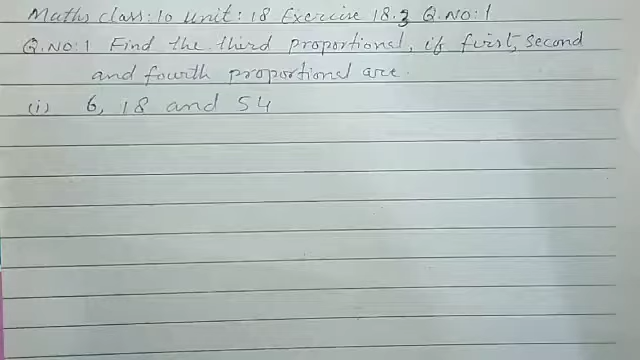 Maths class: 10 Unit: 18 Exercise 18.3 Q.NO:1
Q.NO:1 Find the third proportional, if first, second
and fourth proportional are.
(i) 6, 18 and 54